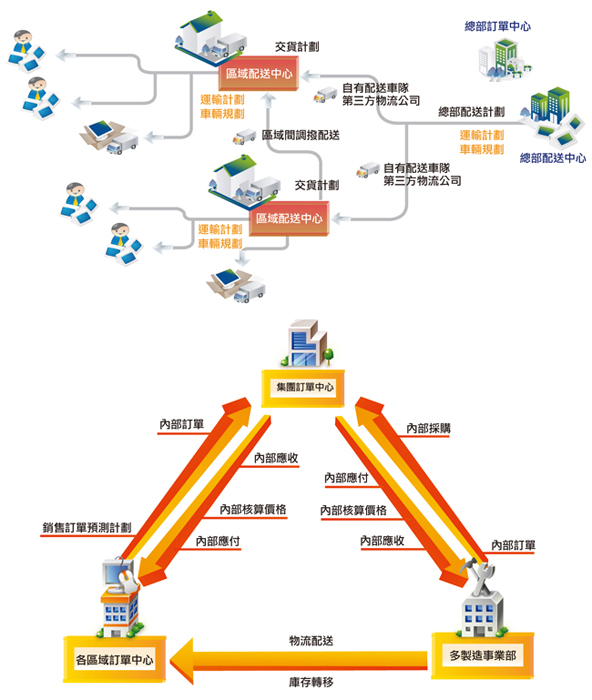 總部訂單中心
交貨計劃
區域配送中心
運輸計劃
車輛規劃
自有配送車隊
第三方物流公司
總部配送計劃
運輸計劃
車輛規劃
總部配送中心
區域間調撥配送
自有配送車隊
第三方物流公司
交貨計劃
區域配送中心
運輸計劃
車輛規劃
集團訂單中心
內部訂單
內部採購
內部應收
內部應付
內部核算價格
內部核算價格
銷售訂單預測計劃
內部應付
內部應收
內部訂單
各區域訂單中心
物流配送
多製造事業部
庫存轉移